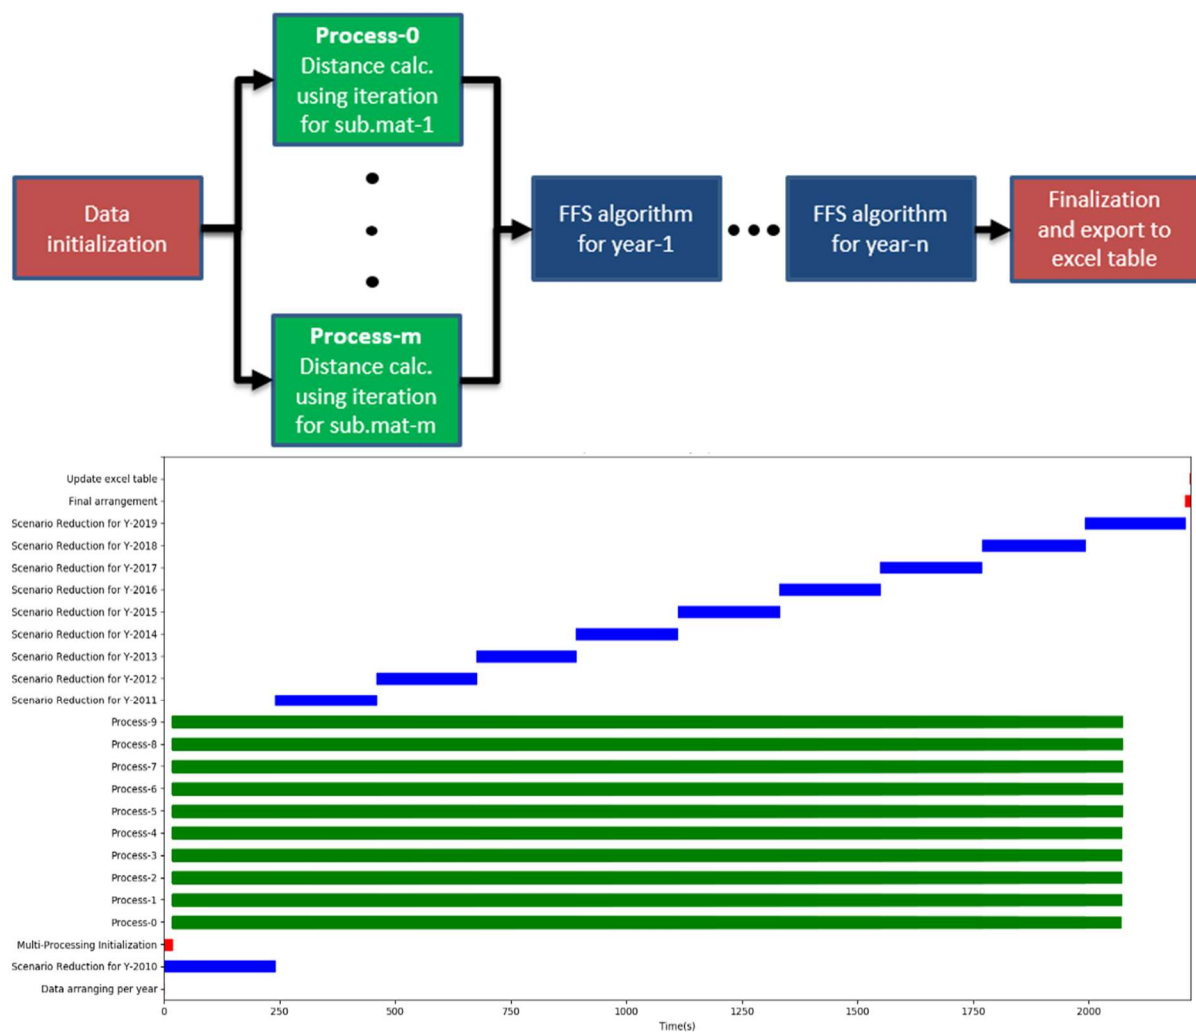 Process-0
Distance calc.
using iteration
for sub.mat-1
Data
initialization
FFS algorithm
for year-1
FFS algorithm
for year-n
Finalization
and export to
excel table
Process-m
Distance calc.
using iteration
for sub.mat-m
Update excel table
Final arrangement
Scenario Reduction for Y-2019
Scenario Reduction for Y-2018
Scenario Reduction for Y-2017
Scenario Reduction for Y-2016
Scenario Reduction for Y-2015
Scenario Reduction for Y-2014
Scenario Reduction for Y-2013
Scenario Reduction for Y-2012
Scenario Reduction for Y-2011
Process-9
Process-8
Process-7
Process-6
Process-5
Process-4
Process-3
Process-2
Process-1
Process-0
Multi-Processing Initialization
Scenario Reduction for Y-2010
Data arranging per year
0 250 500 750 1000 1250 1500 1750 2000
Time(s)